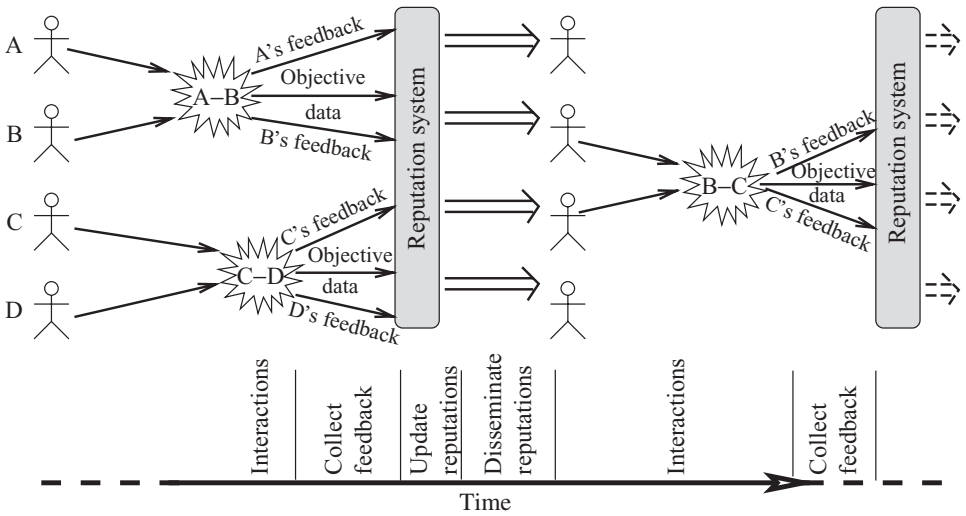 A
B
C
D
A–B
A's feedback
Objective
data
B's feedback
C–D
C's feedback
Objective
data
D's feedback
Reputation system
B–C
B's feedback
Objective
data
C's feedback
Reputation system
Interactions
Collect
feedback
Update
reputations
Disseminate
reputations
Interactions
Collect
feedback
Time